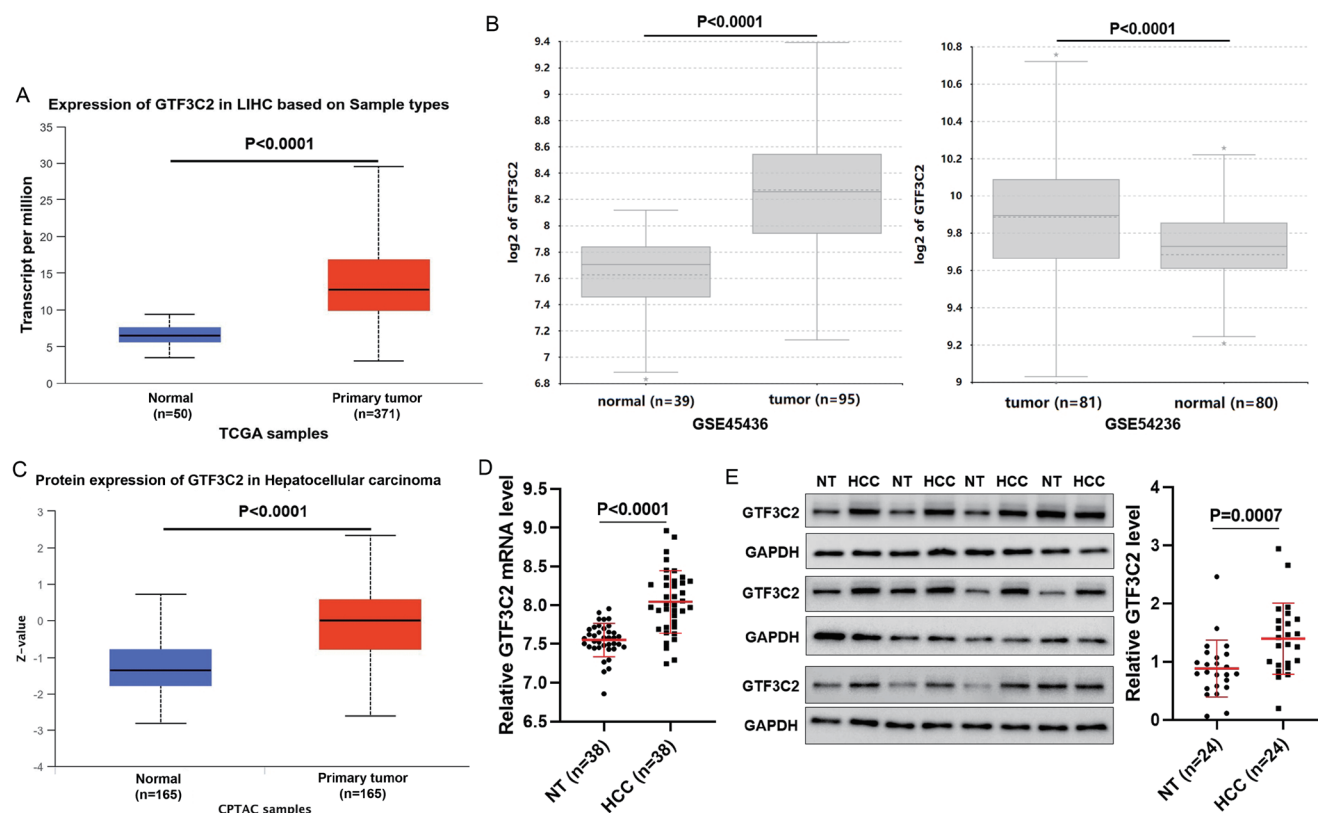 A
Expression of GTF3C2 in LIHC based on Sample types
P<0.0001
Transcript per million
35
30
25
20
15
10
5
0
Normal
(n=50)
Primary tumor
(n=371)
TCGA samples
B
P<0.0001
log2 of GTF3C2
9.4
9.2
9
8.8
8.6
8.4
8.2
8
7.8
7.6
7.4
7.2
7
6.8
normal (n=39)
tumor (n=95)
GSE45436
P<0.0001
log2 of GTF3C2
10.8
10.6
10.4
10.2
10
9.8
9.6
9.4
9.2
9
tumor (n=81)
normal (n=80)
GSE54236
C
Protein expression of GTF3C2 in Hepatocellular carcinoma
P<0.0001
Z-value
3
2
1
0
-1
-2
-3
-4
Normal
(n=165)
Primary tumor
(n=165)
CPTAC samples
D
P<0.0001
Relative GTF3C2 mRNA level
9.5
9.0
8.5
8.0
7.5
7.0
6.5
NT (n=38)
HCC (n=38)
E
NT HCC NT HCC NT HCC NT HCC
GTF3C2
GAPDH
GTF3C2
GAPDH
GTF3C2
GAPDH
P=0.0007
Relative GTF3C2 level
4
3
2
1
0
NT (n=24)
HCC (n=24)